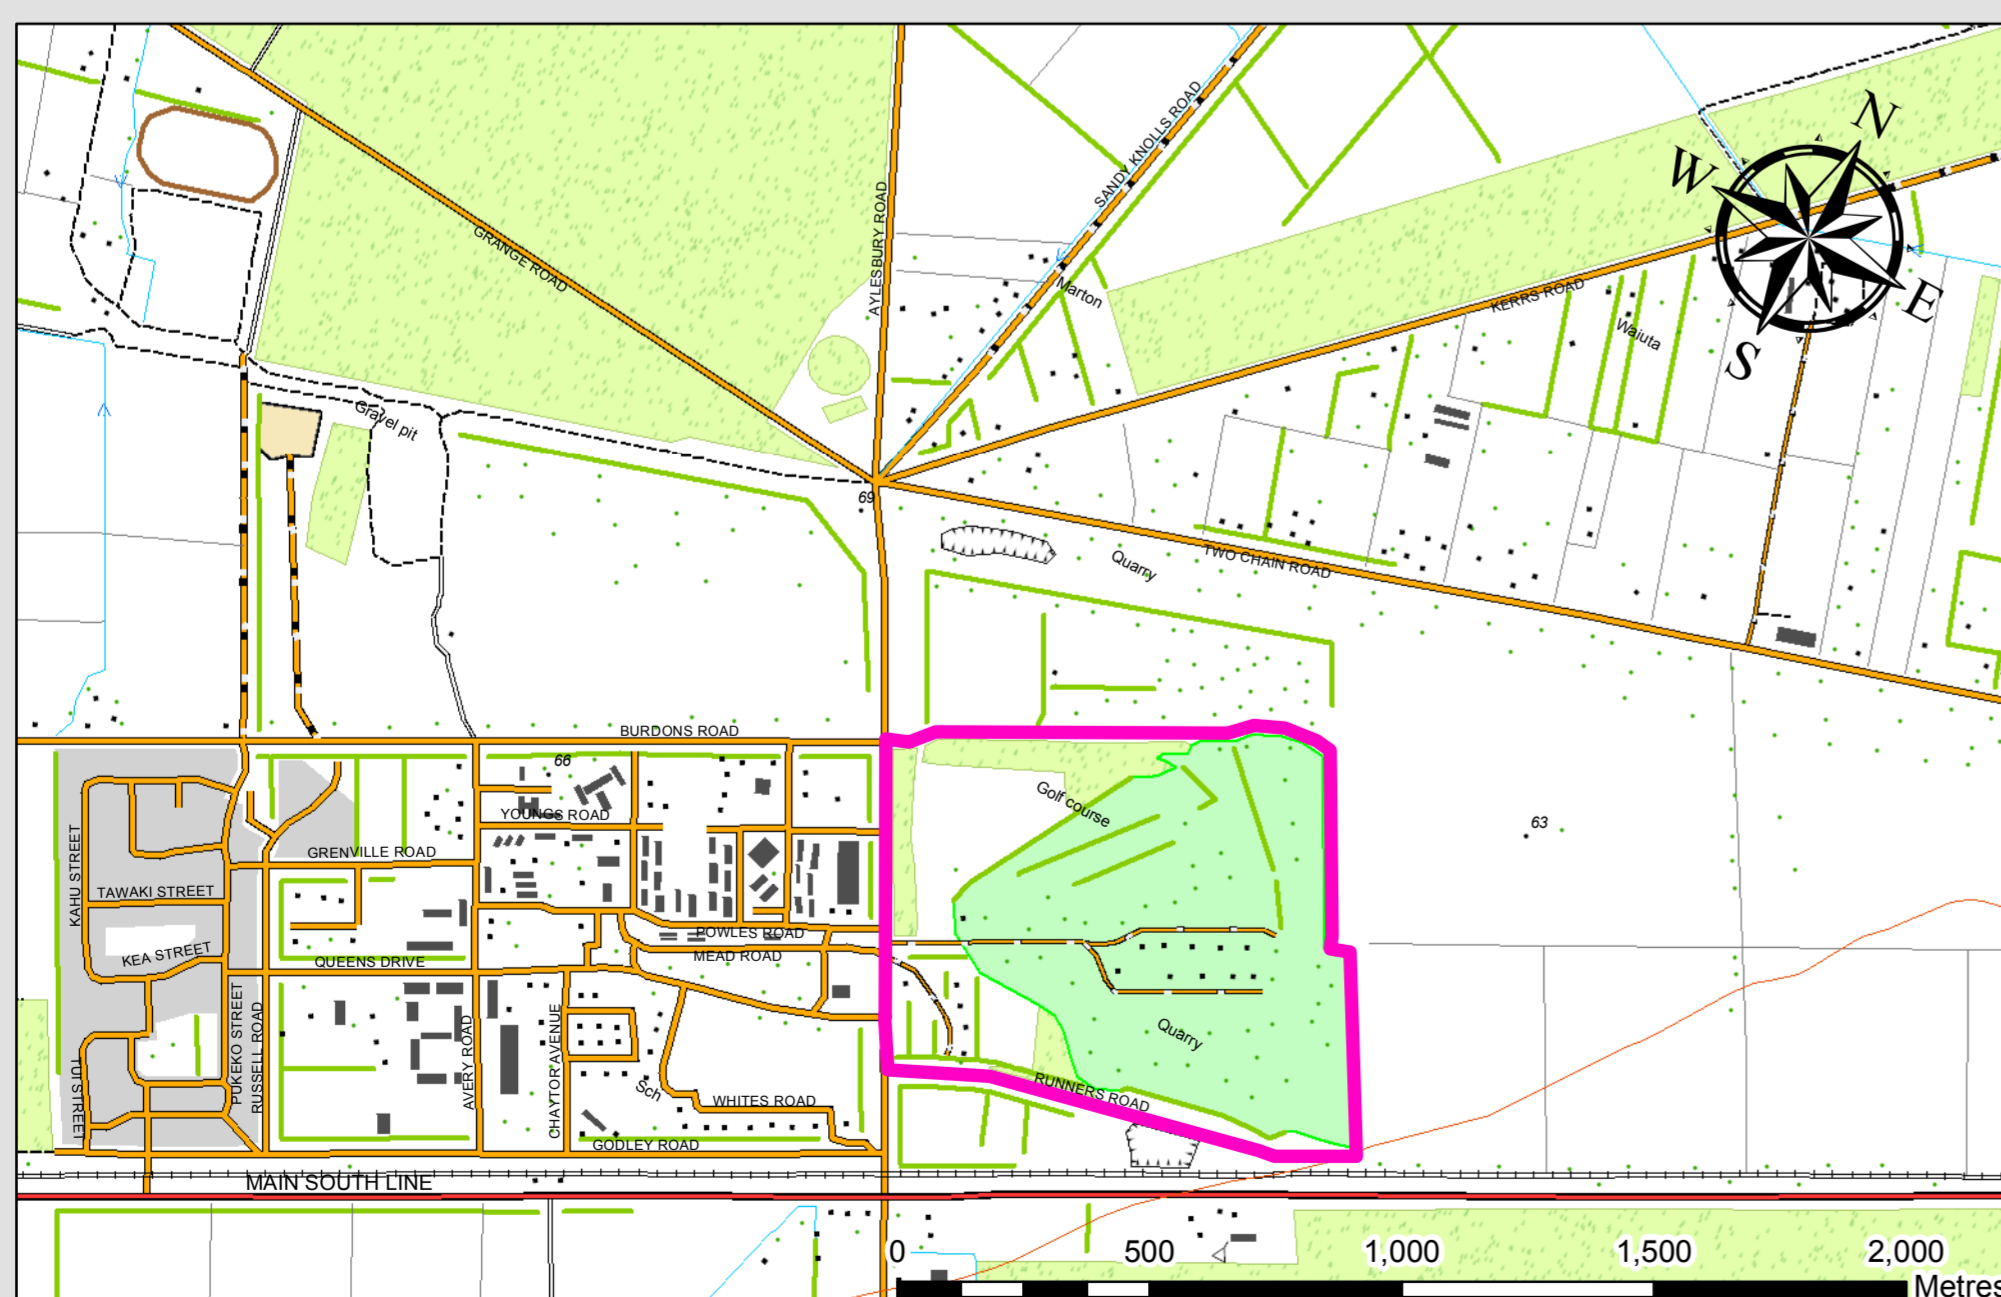 SANDY KNOLLS ROAD
N
W
E
S
GRANGE ROAD
AYLESBURY ROAD
Marton
KERRS ROAD
Waiuta
Gravel pit
69
Quarry
TWO CHAIN ROAD
BURDONS ROAD
66
YOUNGS ROAD
Golf course
63
KAHU STREET
GRENVILLE ROAD
TAWAKI STREET
KEA STREET
QUEENS DRIVE
POWLES ROAD
MEAD ROAD
PUKEKO STREET
RUSSELL ROAD
AVERY ROAD
CHAYTOR AVENUE
Quarry
TUI STREET
Sch
WHITES ROAD
RUNNERS ROAD
GODLEY ROAD
MAIN SOUTH LINE
0 500 1,000 1,500 2,000
Metres